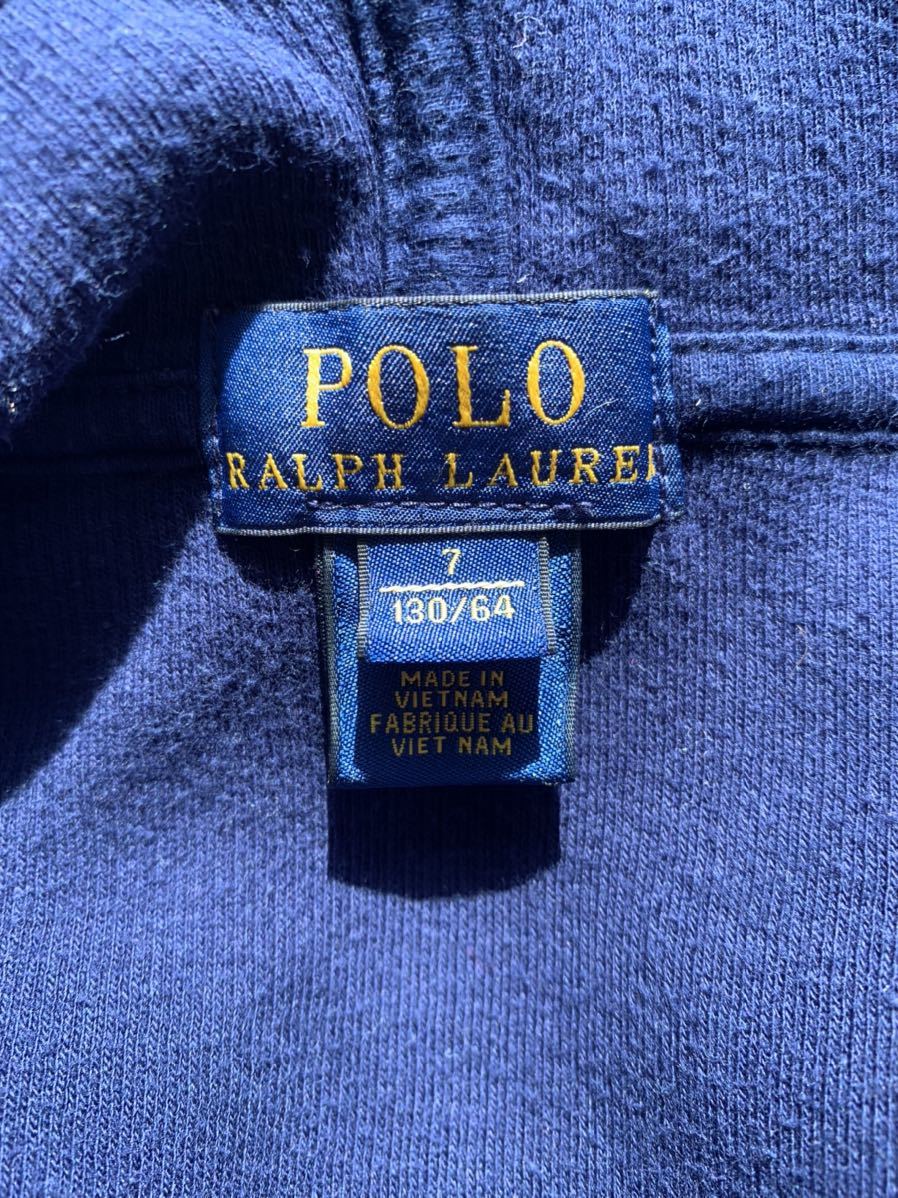 POLO
RALPH LAUREN
7
130/64
MADE IN
VIETNAM
FABRIQUE AU
VIET NAM